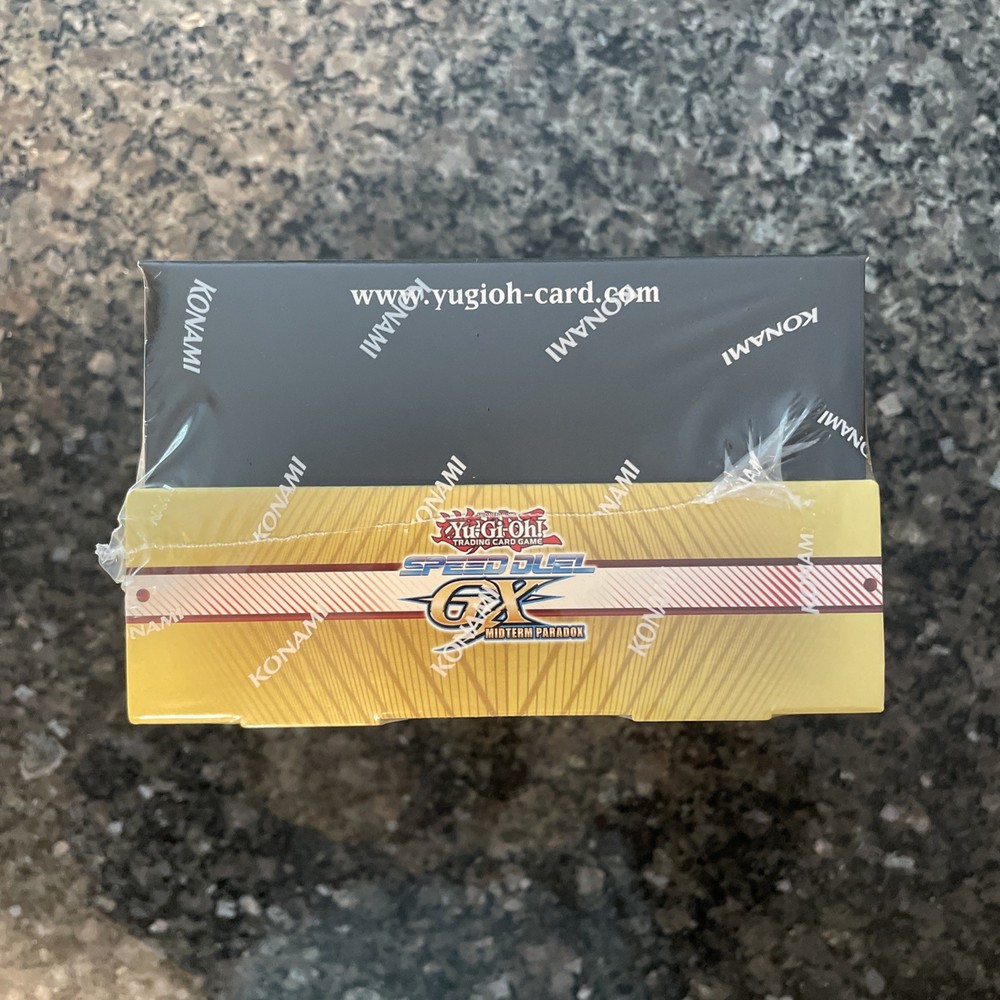 www.yugioh-card.com
KONAMI
KONAMI
KONAMI
KONAMI
KONAMI
KONAMI
KONAMI
KONAMI
Yu-Gi-Oh!
TRADING CARD GAME
SPEED DUEL
GX
MIDTERM PARADOX
KONAMI
KONAMI
KONAMI
KONAMI